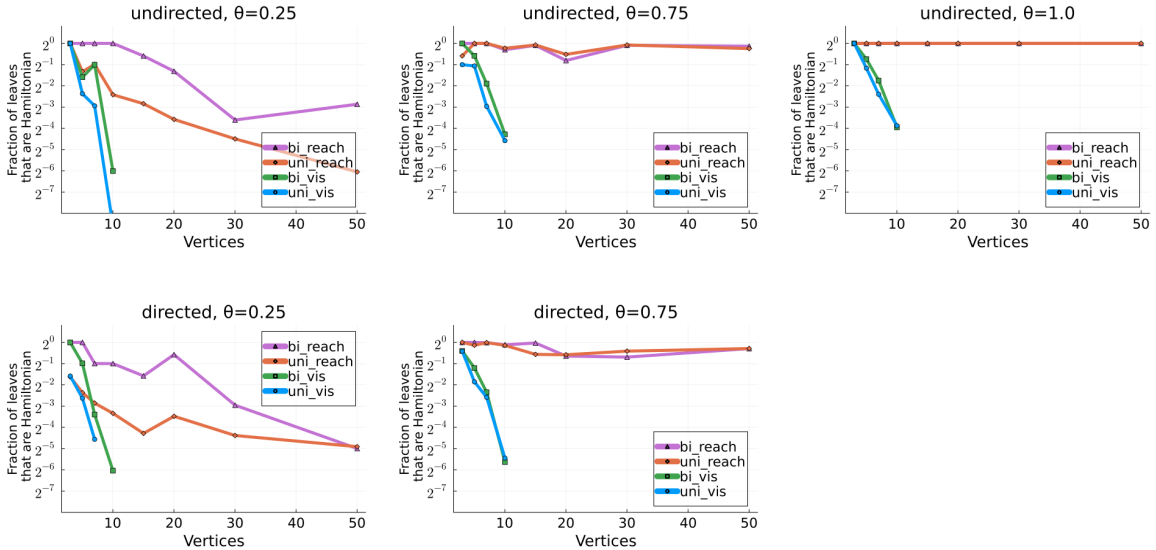 undirected, θ=0.25
Fraction of leaves
that are Hamiltonian
2^0
2^-1
2^-2
2^-3
2^-4
2^-5
2^-6
2^-7
bi_reach
uni_reach
bi_vis
uni_vis
10 20 30 40 50
Vertices
undirected, θ=0.75
Fraction of leaves
that are Hamiltonian
2^0
2^-1
2^-2
2^-3
2^-4
2^-5
2^-6
2^-7
bi_reach
uni_reach
bi_vis
uni_vis
10 20 30 40 50
Vertices
undirected, θ=1.0
Fraction of leaves
that are Hamiltonian
2^0
2^-1
2^-2
2^-3
2^-4
2^-5
2^-6
2^-7
bi_reach
uni_reach
bi_vis
uni_vis
10 20 30 40 50
Vertices
directed, θ=0.25
Fraction of leaves
that are Hamiltonian
2^0
2^-1
2^-2
2^-3
2^-4
2^-5
2^-6
2^-7
bi_reach
uni_reach
bi_vis
uni_vis
10 20 30 40 50
Vertices
directed, θ=0.75
Fraction of leaves
that are Hamiltonian
2^0
2^-1
2^-2
2^-3
2^-4
2^-5
2^-6
2^-7
bi_reach
uni_reach
bi_vis
uni_vis
10 20 30 40 50
Vertices